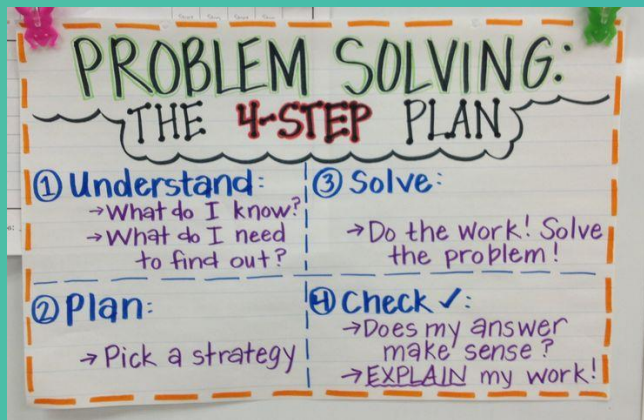 PROBLEM SOLVING:
THE 4-STEP PLAN
① Understand:
→What do I know?
→What do I need
to find out?
② Plan:
→ Pick a strategy
③ Solve:
→Do the work! Solve
the problem!
④ Check ✓:
→Does my answer
make sense?
→EXPLAIN my work!